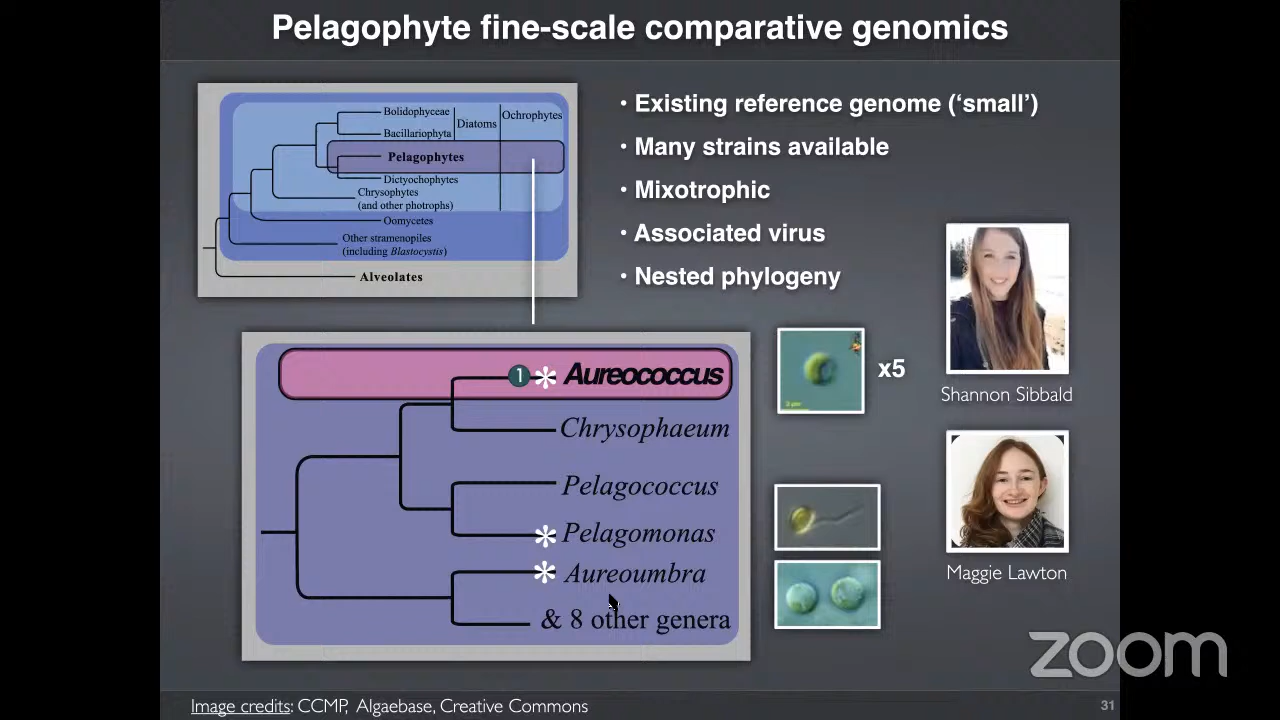 Pelagophyte fine-scale comparative genomics
Bolidophyceae
Bacillariophyta
Diatoms
Ochrophytes
Pelagophytes
Dictyochophytes
Chrysophytes
(and other photrophs)
Oomycetes
Other stramenopiles
(including Blastocystis)
Alveolates
• Existing reference genome (‘small’)
• Many strains available
• Mixotrophic
• Associated virus
• Nested phylogeny
1 * Aureococcus
Chrysophaeum
Pelagococcus
* Pelagomonas
* Aureoumbra
& 8 other genera
x5
Shannon Sibbald
Maggie Lawton
zoom
Image credits: CCMP, Algaebase, Creative Commons
31